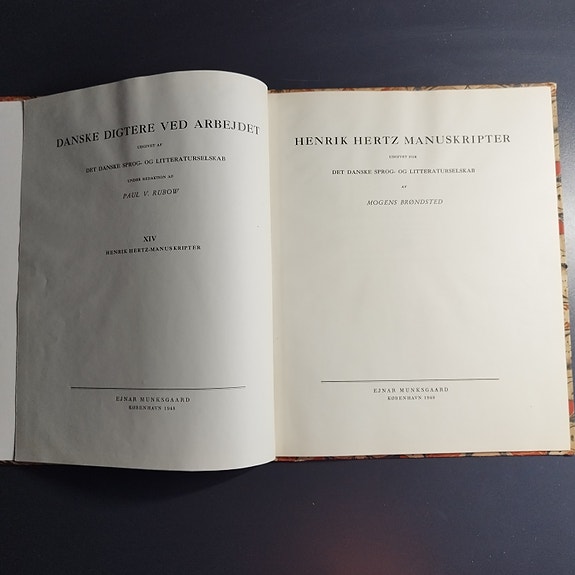 DANSKE DIGTERE VED ARBEJDET
UDGIVET AF
DET DANSKE SPROG- OG LITTERATURSELSKAB
UNDER REDAKTION AF
PAUL V. RUBOW
XIV
HENRIK HERTZ-MANUSKRIPTER
EJNAR MUNKSGAARD
KØBENHAVN 1948
HENRIK HERTZ MANUSKRIPTER
UDGIVET FOR
DET DANSKE SPROG- OG LITTERATURSELSKAB
AF
MOGENS BRØNDSTED
EJNAR MUNKSGAARD
KØBENHAVN 1948